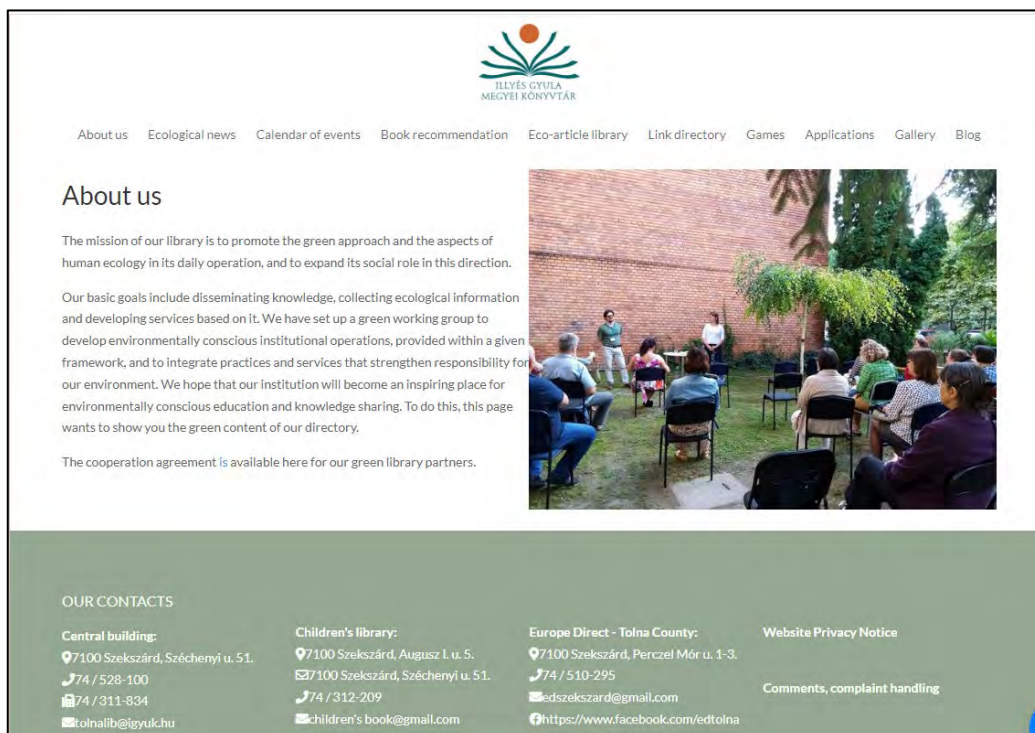 ILLYÉS GYULA
MEGYEI KÖNYVTÁR
About us Ecological news Calendar of events Book recommendation Eco-article library Link directory Games Applications Gallery Blog
About us
The mission of our library is to promote the green approach and the aspects of
human ecology in its daily operation, and to expand its social role in this direction.
Our basic goals include disseminating knowledge, collecting ecological information
and developing services based on it. We have set up a green working group to
develop environmentally conscious institutional operations, provided within a given
framework, and to integrate practices and services that strengthen responsibility for
our environment. We hope that our institution will become an inspiring place for
environmentally conscious education and knowledge sharing. To do this, this page
wants to show you the green content of our directory.
The cooperation agreement is available here for our green library partners.
OUR CONTACTS
Central building:
7100 Szekszárd, Széchenyi u. 51.
74 / 528-100
74 / 311-834
tolnalib@igyuk.hu
Children's library:
7100 Szekszárd, Augusz I. u. 5.
7100 Szekszárd, Széchenyi u. 51.
74 / 312-209
children's book@gmail.com
Europe Direct - Tolna County:
7100 Szekszárd, Perczel Mór u. 1-3.
74 / 510-295
edszekszard@gmail.com
https://www.facebook.com/edtolna
Website Privacy Notice
Comments, complaint handling